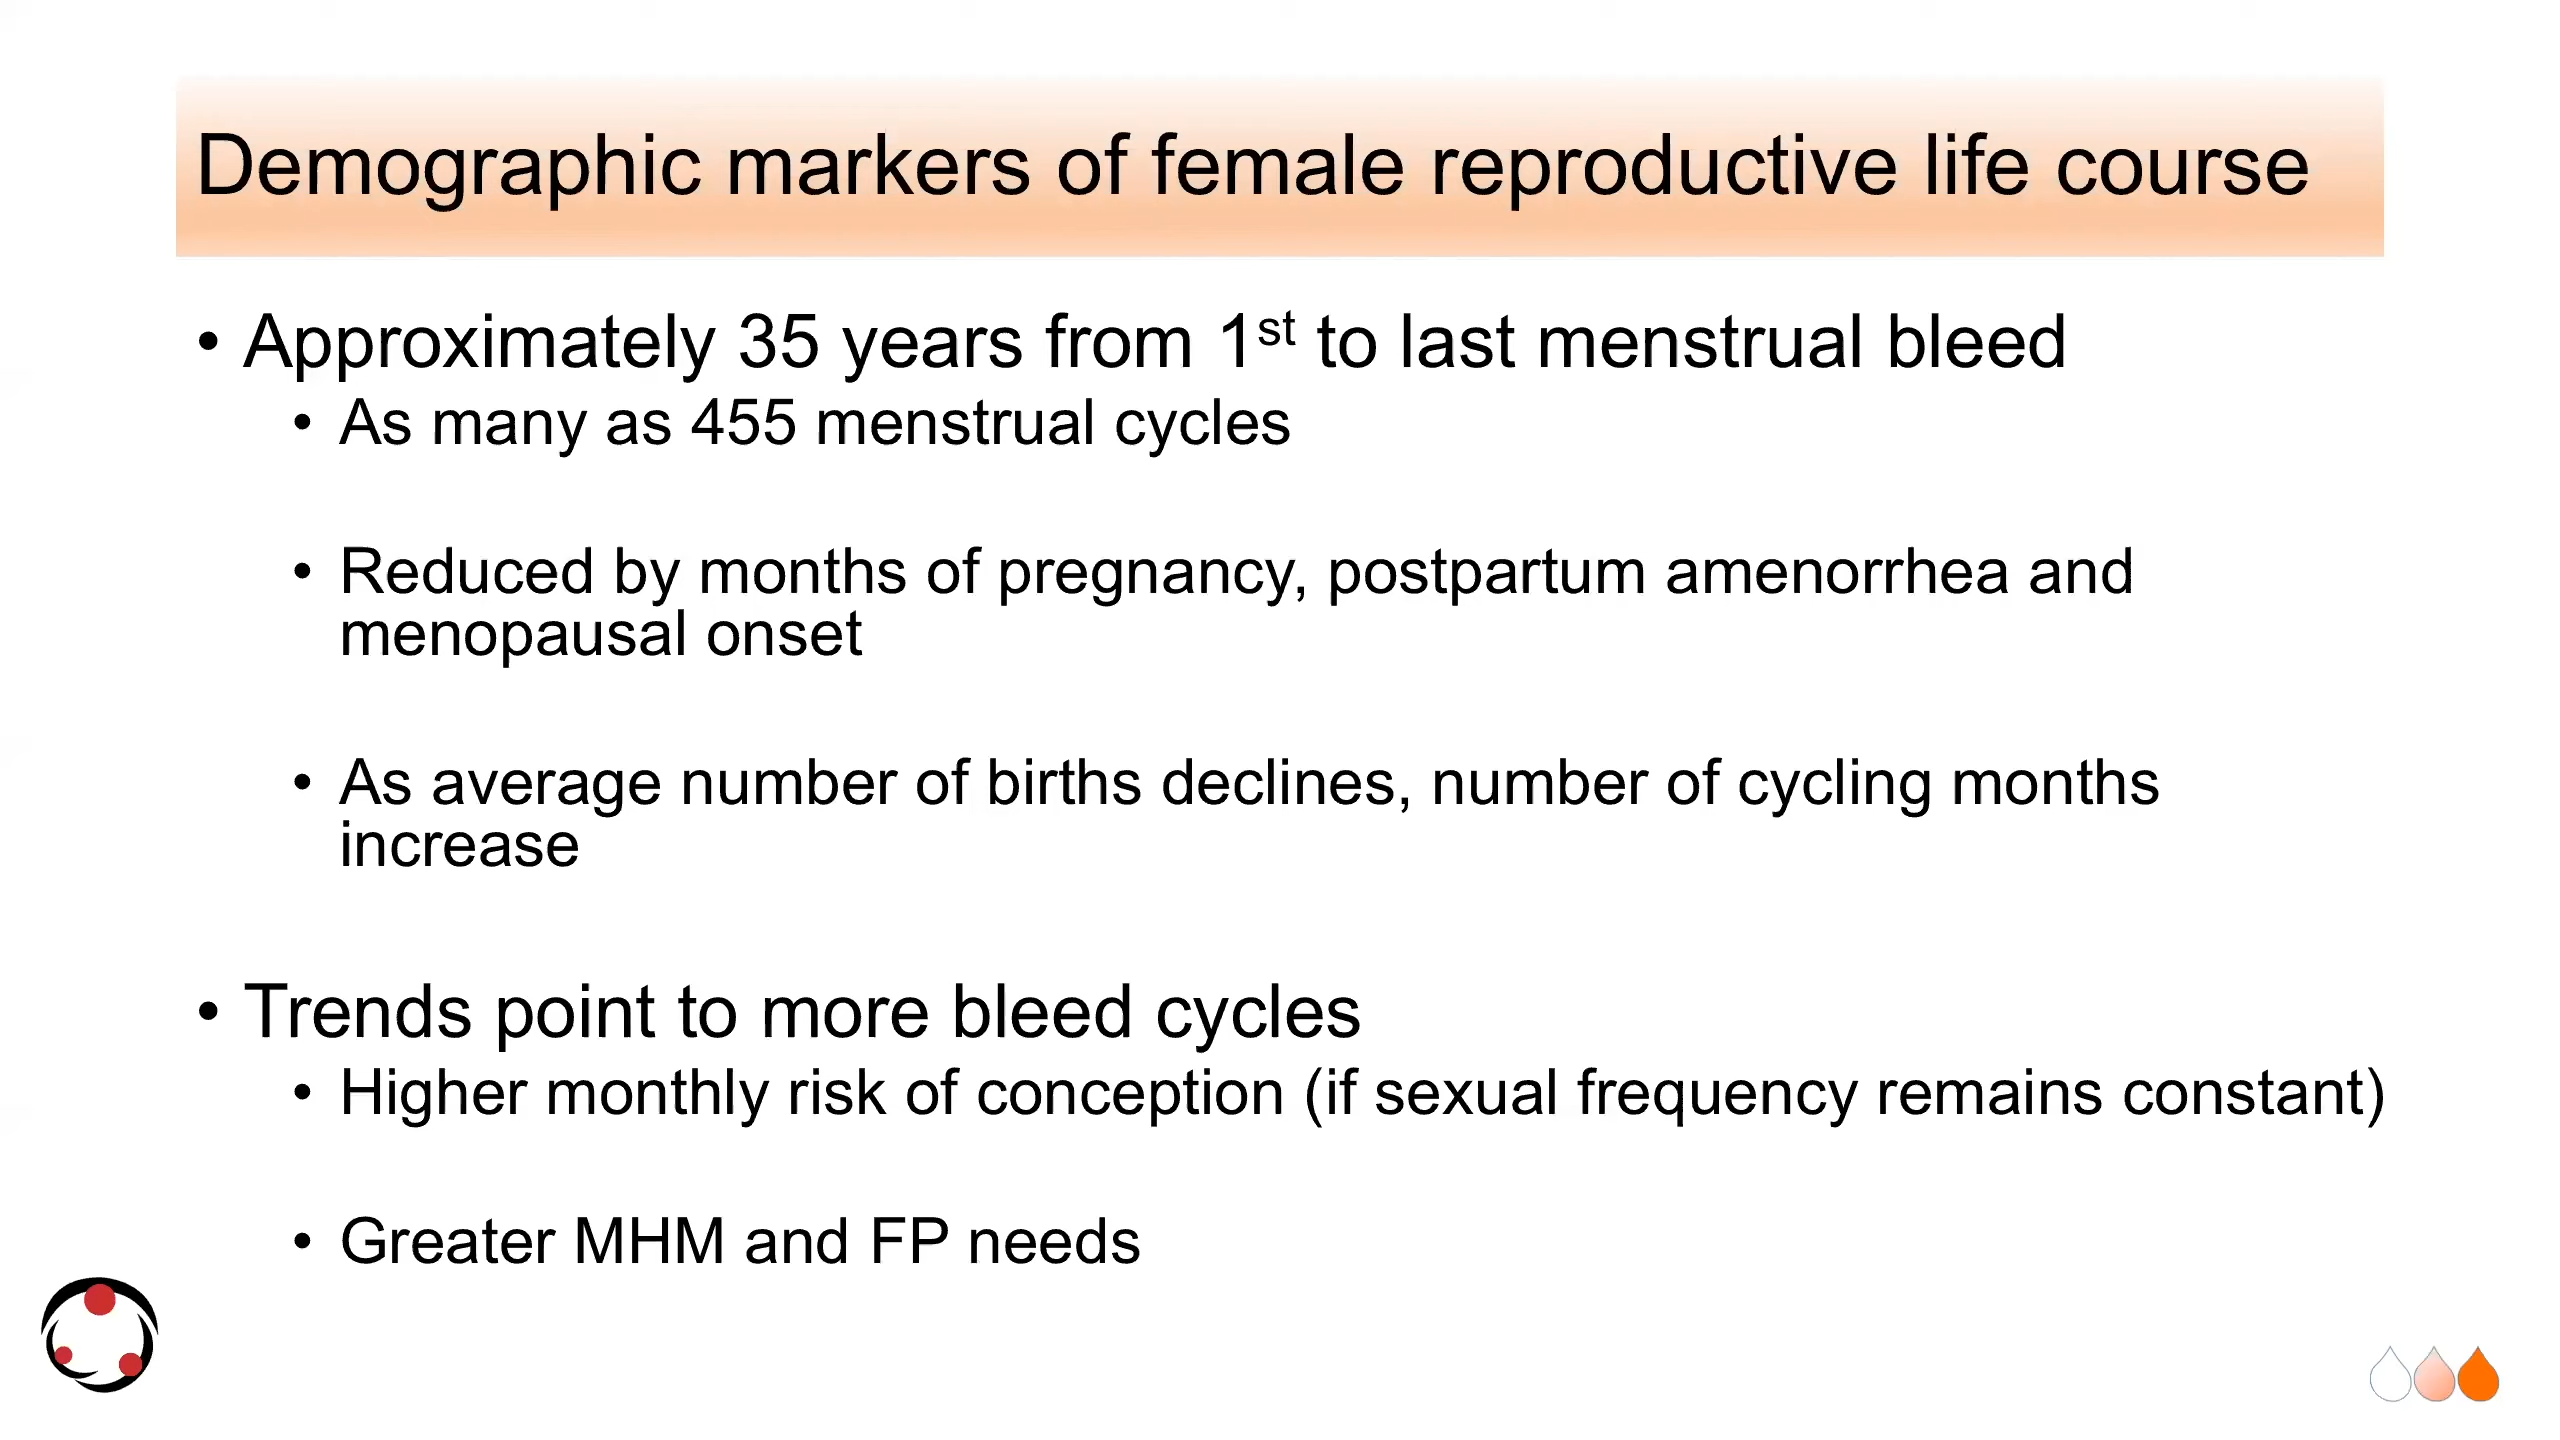 Demographic markers of female reproductive life course
• Approximately 35 years from 1st to last menstrual bleed
• As many as 455 menstrual cycles
• Reduced by months of pregnancy, postpartum amenorrhea and
menopausal onset
• As average number of births declines, number of cycling months
increase
• Trends point to more bleed cycles
• Higher monthly risk of conception (if sexual frequency remains constant)
• Greater MHM and FP needs